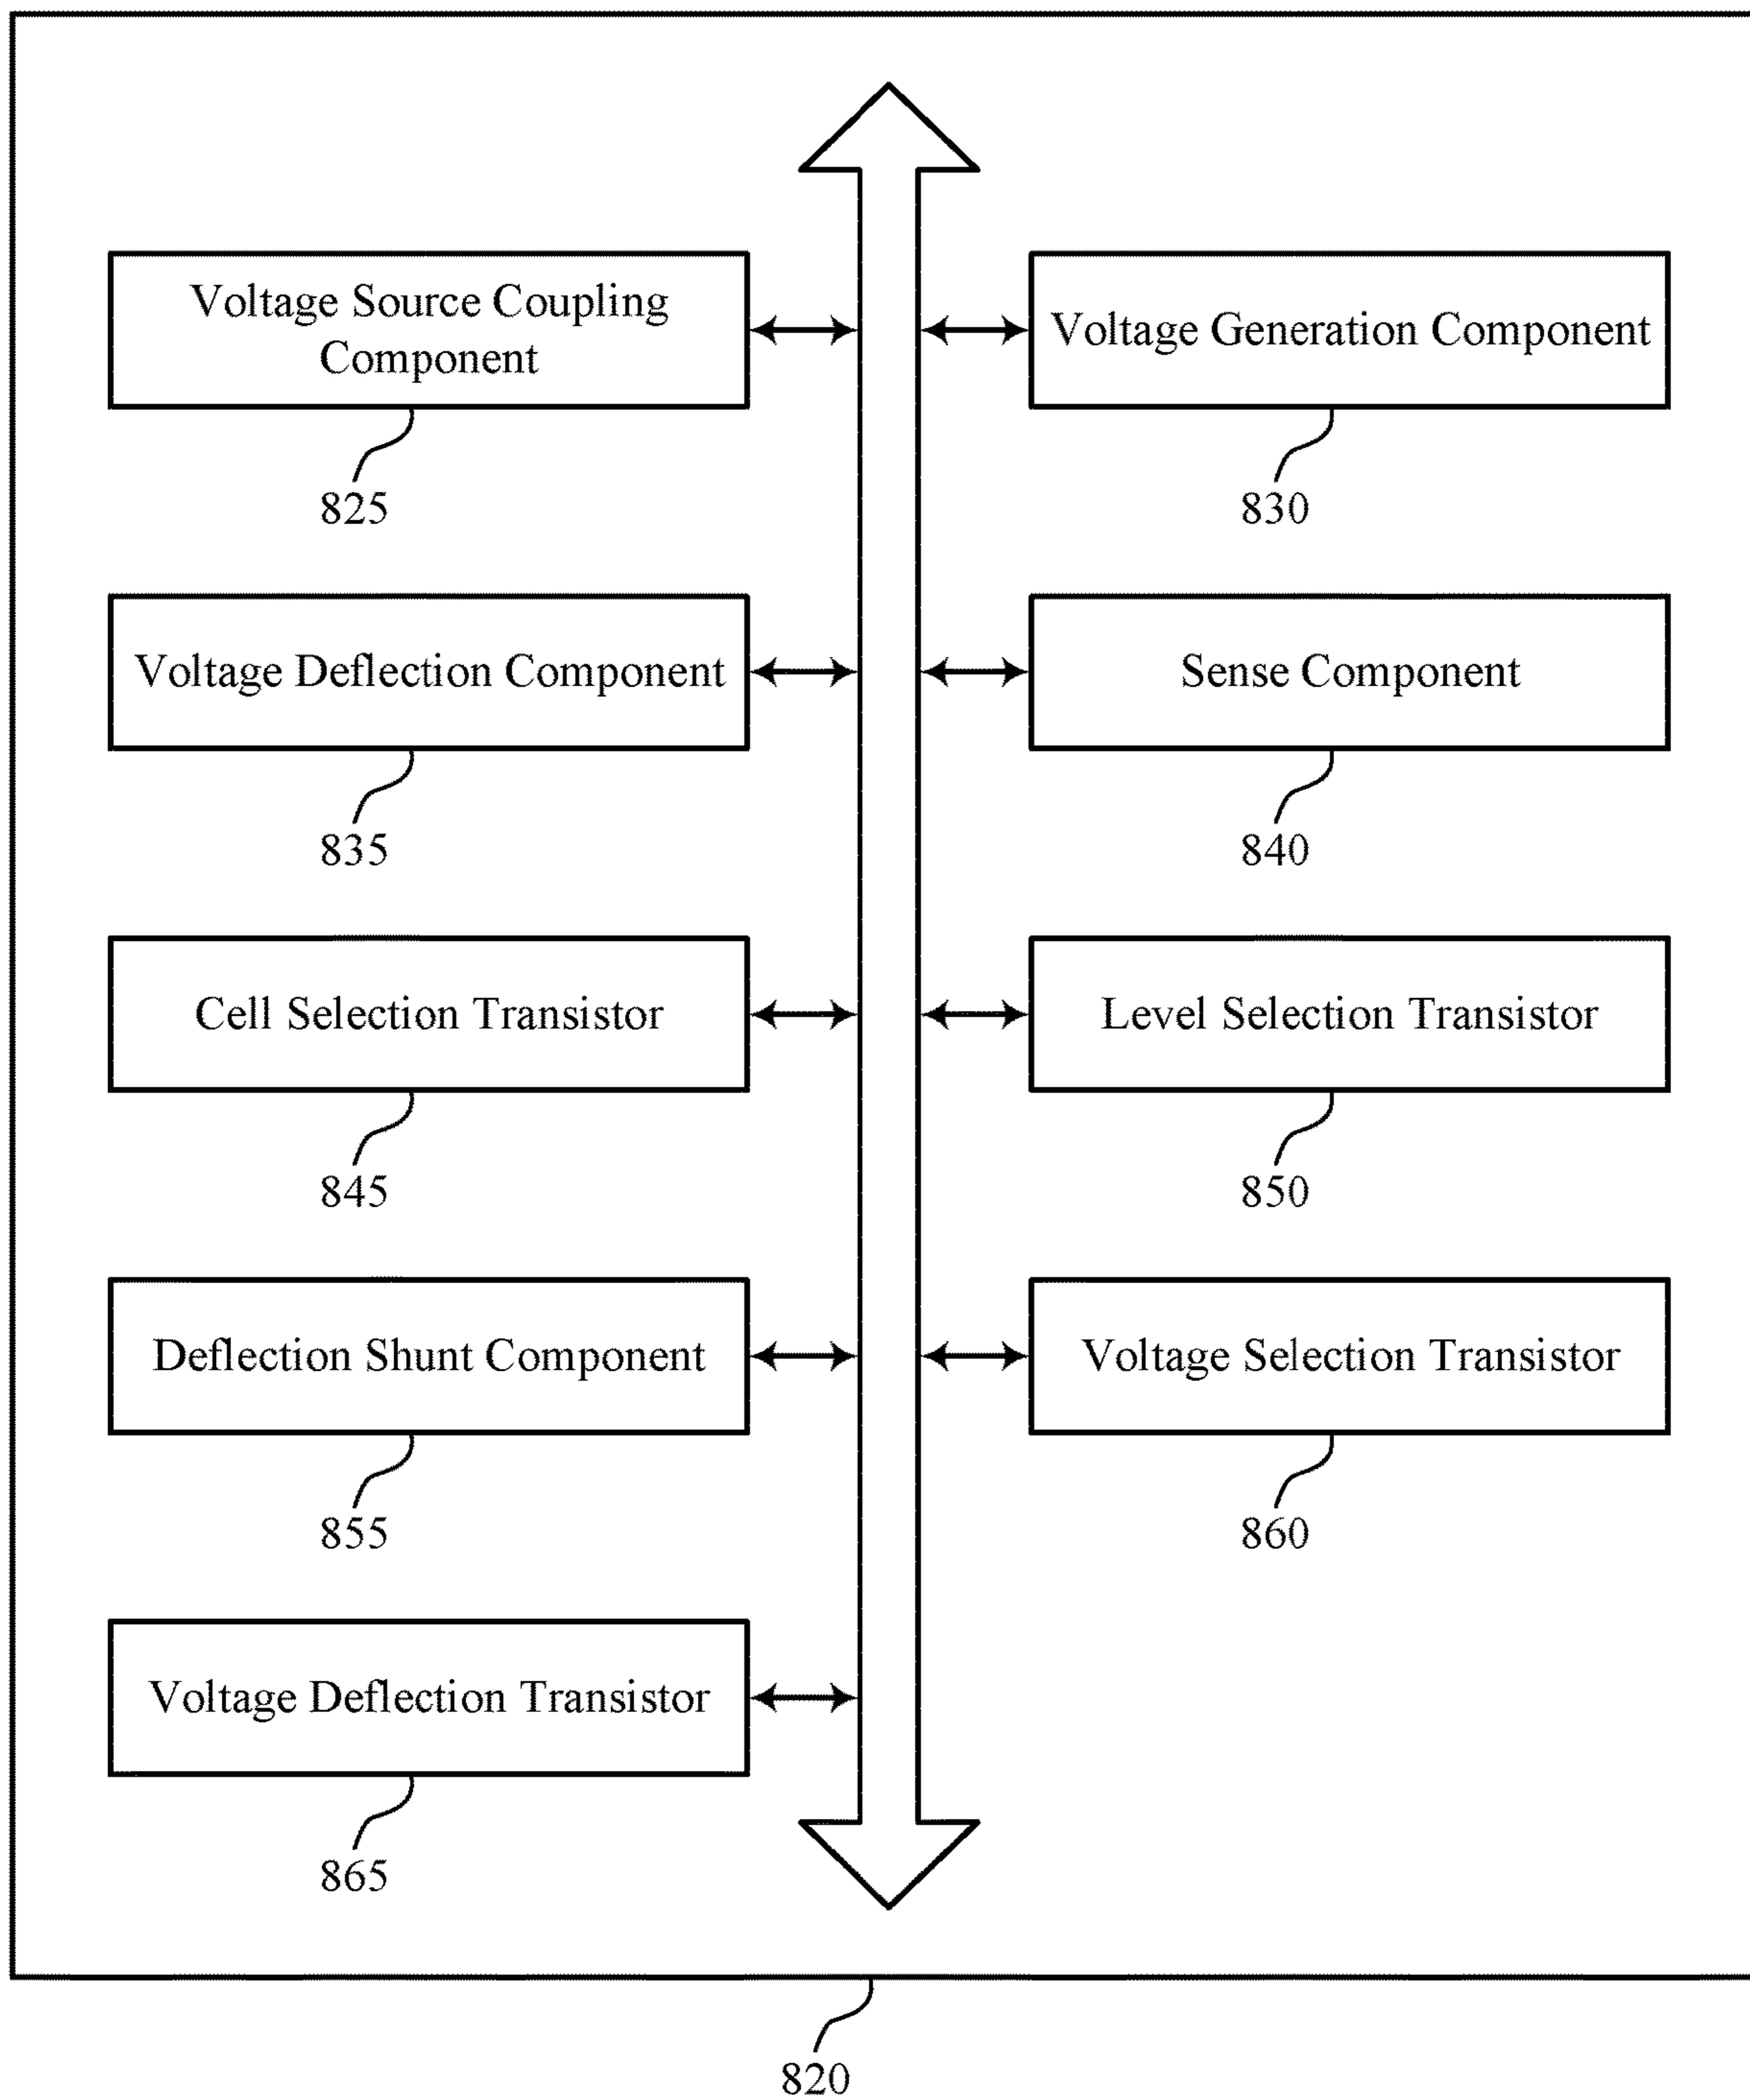 Voltage Source Coupling
Component
825
Voltage Generation Component
830
Voltage Deflection Component
835
Sense Component
840
Cell Selection Transistor
845
Level Selection Transistor
850
Deflection Shunt Component
855
Voltage Selection Transistor
860
Voltage Deflection Transistor
865
820